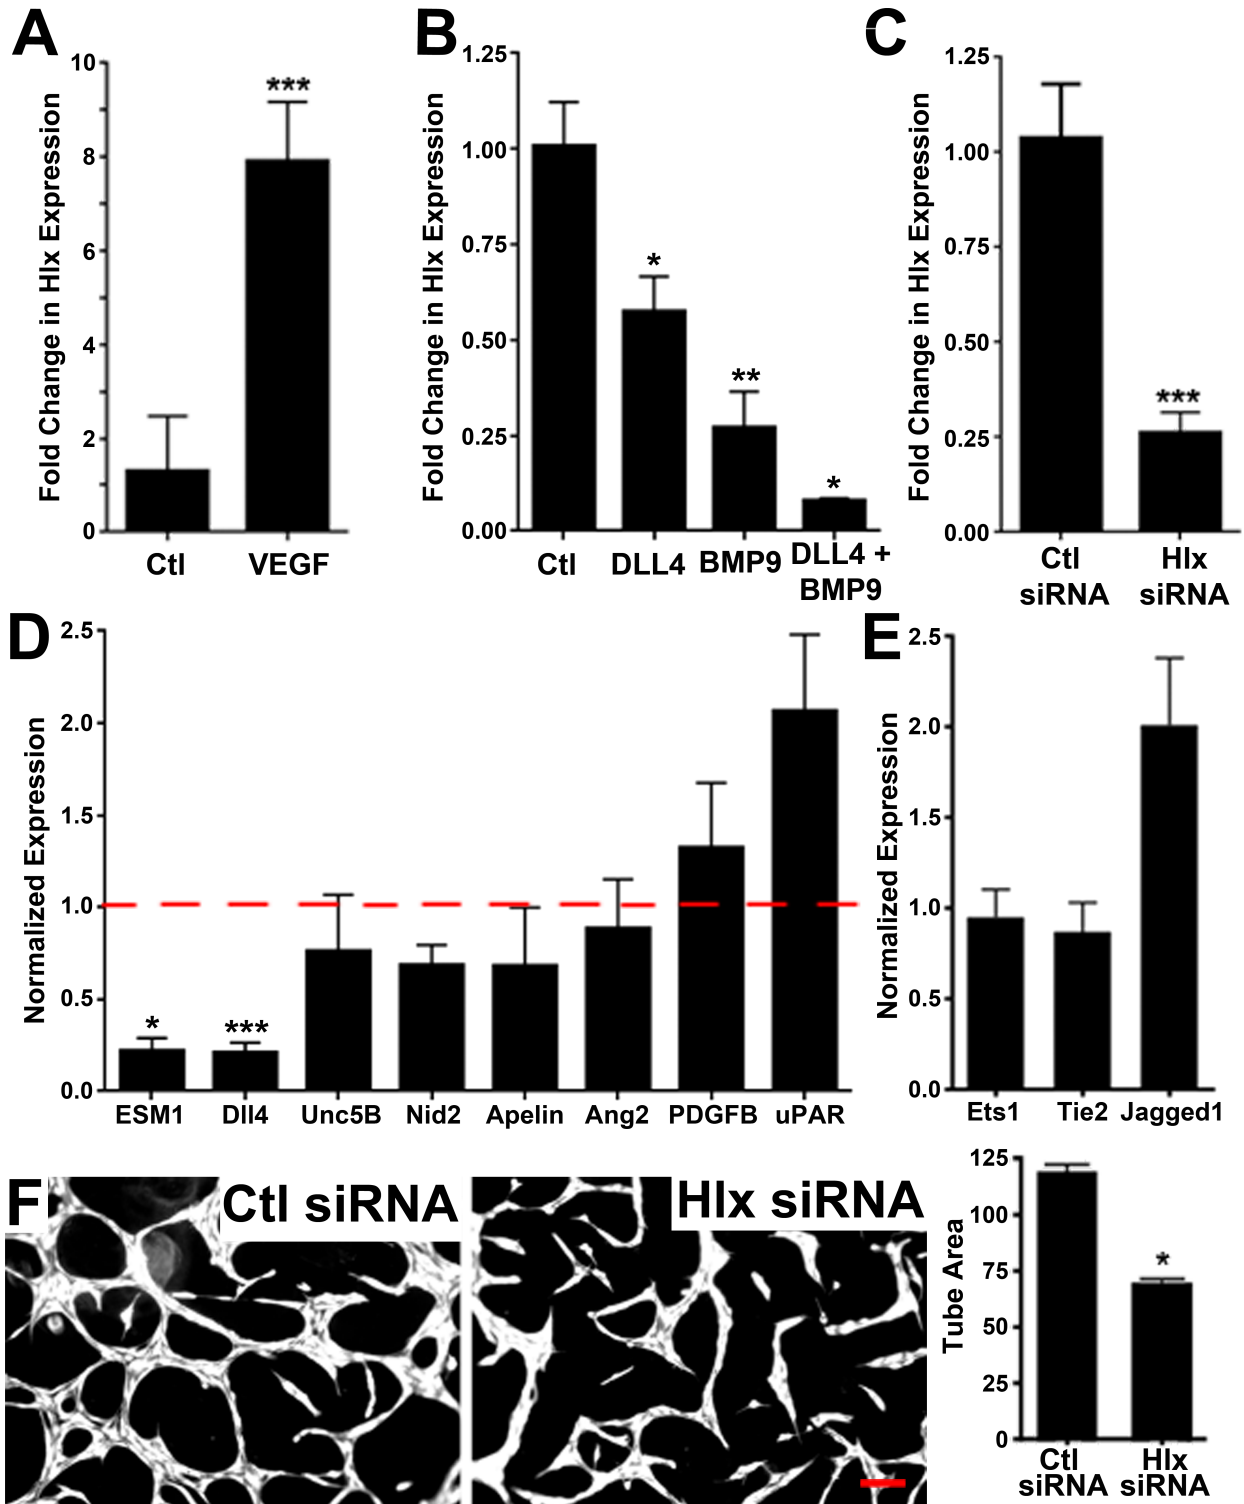 A
Fold Change in Hlx Expression
10
8
6
4
2
0
***
Ctl
VEGF
B
Fold Change in Hlx Expression
1.25
1.00
0.75
0.50
0.25
0.00
*
**
*
Ctl
DLL4
BMP9
DLL4 +
BMP9
C
Fold Change in Hlx Expression
1.25
1.00
0.75
0.50
0.25
0.00
***
Ctl
siRNA
Hlx
siRNA
D
Normalized Expression
2.5
2.0
1.5
1.0
0.5
0.0
*
***
ESM1
Dll4
Unc5B
Nid2
Apelin
Ang2
PDGFB
uPAR
E
Normalized Expression
2.5
2.0
1.5
1.0
0.5
0.0
Ets1
Tie2
Jagged1
F
Ctl siRNA
Hlx siRNA
Tube Area
125
100
75
50
25
0
*
Ctl
siRNA
Hlx
siRNA